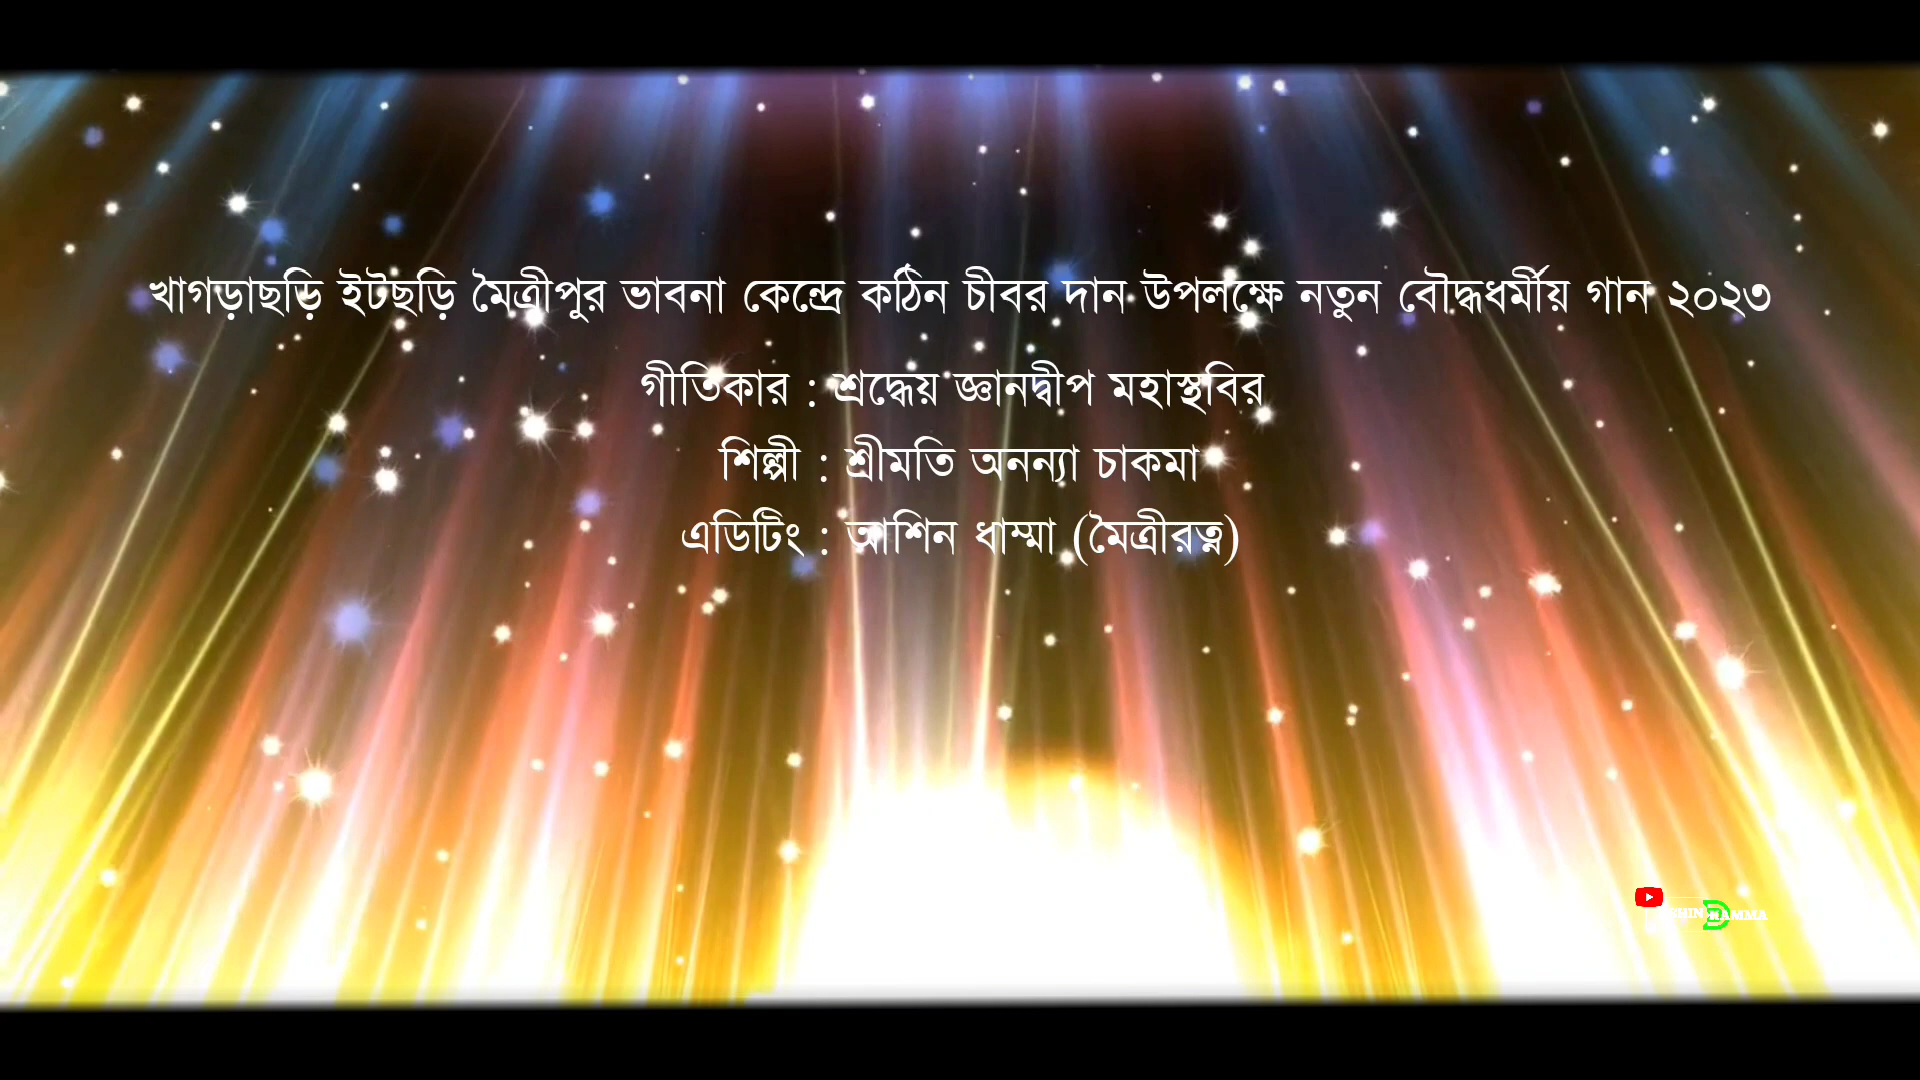 খাগড়াছড়ি ইটছড়ি মৈত্রীপুর ভাবনা কেন্দ্রে কঠিন চীবর দান উপলক্ষে নতুন বৌদ্ধধর্মীয় গান ২০২৩
গীতিকার : শ্রদ্ধেয় জ্ঞানদ্বীপ মহাস্থবির
শিল্পী : শ্রীমতি অনন্যা চাকমা
এডিটিং : আশিন ধাম্মা (মৈত্রীরত্ন)